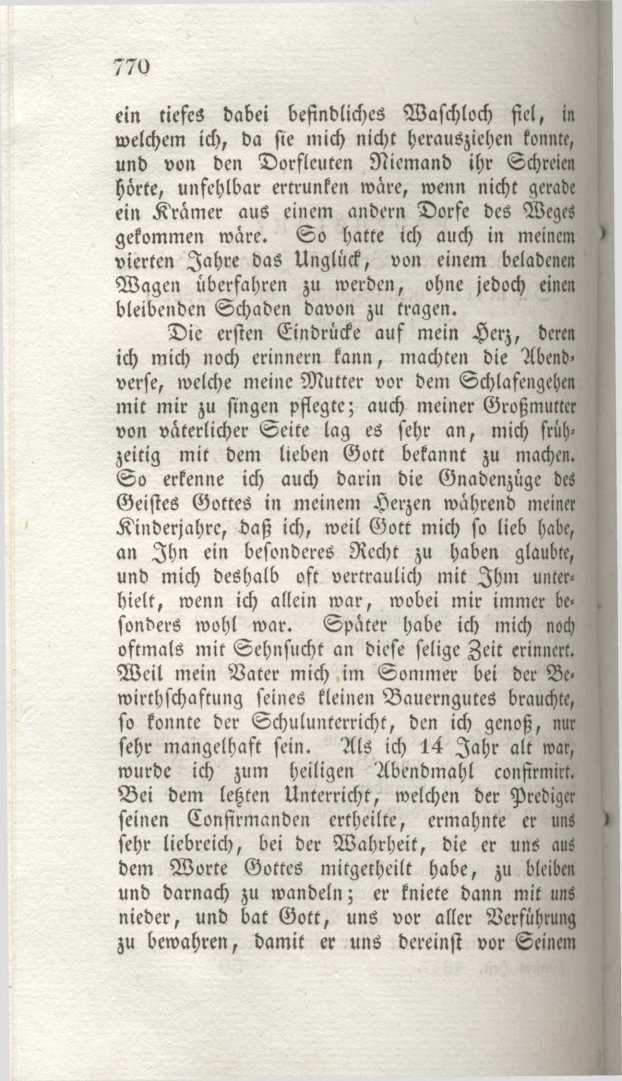 770
ein tiefes dabei befindliches Waschloch fiel, in
welchem ich, da sie mich nicht herausziehen konnte,
und von den Dorfleuten Niemand ihr Schreien
hörte, unfehlbar ertrunken wäre, wenn nicht gerade
ein Krämer aus einem andern Dorfe des Weges
gekommen wäre. So hatte ich auch in meinem
vierten Jahre das Unglück, von einem beladenen
Wagen überfahren zu werden, ohne jedoch einen
bleibenden Schaden davon zu tragen.
Die ersten Eindrücke auf mein Herz, deren
ich mich noch erinnern kann, machten die Abend-
verse, welche meine Mutter vor dem Schlafengehen
mit mir zu singen pflegte; auch meiner Großmutter
von väterlicher Seite lag es sehr an, mich früh-
zeitig mit dem lieben Gott bekannt zu machen.
So erkenne ich auch darin die Gnadenzüge des
Geistes Gottes in meinem Herzen während meiner
Kinderjahre, daß ich, weil Gott mich so lieb habe,
an Ihn ein besonderes Recht zu haben glaubte,
und mich deshalb oft vertraulich mit Ihm unter-
hielt, wenn ich allein war, wobei mir immer be-
sonders wohl war. Später habe ich mich noch
oftmals mit Sehnsucht an diese selige Zeit erinnert.
Weil mein Vater mich im Sommer bei der Be-
wirthschaftung seines kleinen Bauerngutes brauchte,
so konnte der Schulunterricht, den ich genoß, nur
sehr mangelhaft sein. Als ich 14 Jahr alt war,
wurde ich zum heiligen Abendmahl confirmirt.
Bei dem letzten Unterricht, welchen der Prediger
seinen Confirmanden ertheilte, ermahnte er uns
sehr liebreich, bei der Wahrheit, die er uns aus
dem Worte Gottes mitgetheilt habe, zu bleiben
und darnach zu wandeln; er kniete dann mit uns
nieder, und bat Gott, uns vor aller Verführung
zu bewahren, damit er uns dereinst vor Seinem